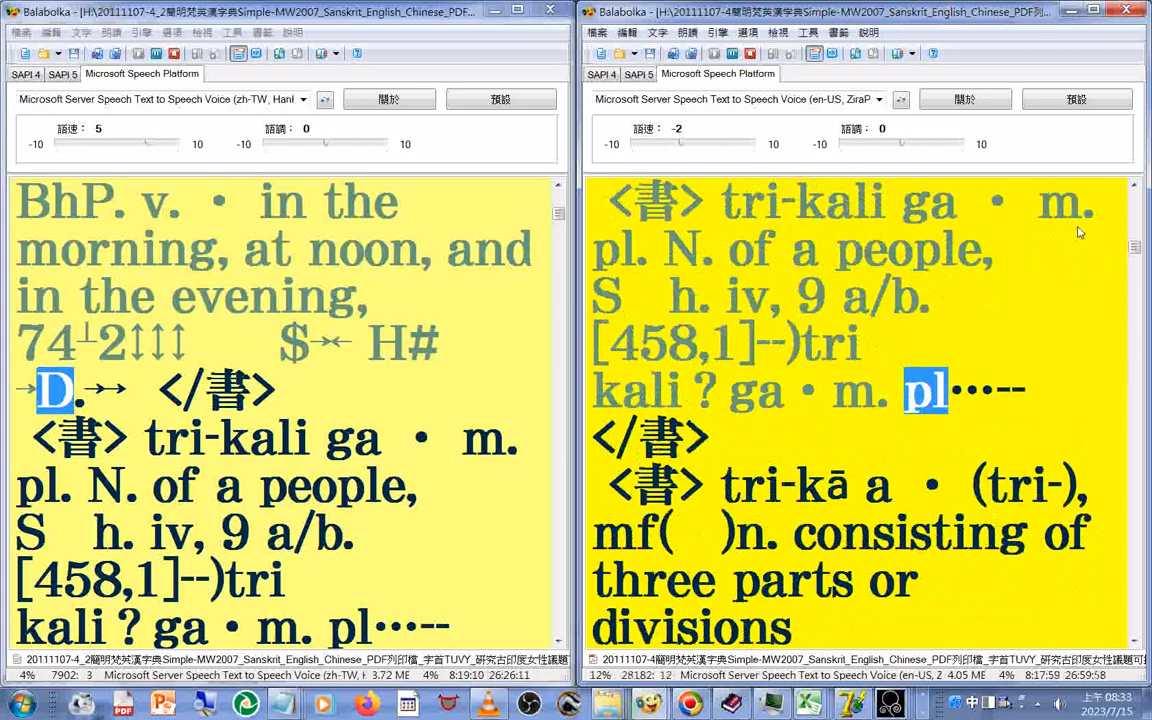 Balabolka - [H:\20111107-4_2簡明梵英漢字典Simple-MW2007_Sanskrit_English_Chinese_PDF...
檔案 編輯 文字 朗讀 引擎 選項 檢視 工具 書籤 說明
SAPI 4 SAPI 5 Microsoft Speech Platform
Microsoft Server Speech Text to Speech Voice (zh-TW, Hanl 關於 預設
語速： 5 語調： 0
-10 10 -10 10
BhP. v. • in the
morning, at noon, and
in the evening,
74┴2↕↕↕ $→← H#
→D.↣ </書>
<書> tri-kali ga • m.
pl. N. of a people,
S h. iv, 9 a/b.
[458,1]--)tri
kali？ga•m. pl…--
20111107-4_2簡明梵英漢字典Simple-MW2007_Sanskrit_English_Chinese_PDF列印檔_字首TUVY_研究古印度女性議題
4% 7902: 3 Microsoft Server Speech Text to Speech Voice (zh-TW, H 3.72 MB 4% 8:19:10 26:26:11
Balabolka - [H:\20111107-4簡明梵英漢字典Simple-MW2007_Sanskrit_English_Chinese_PDF列...
檔案 編輯 文字 朗讀 引擎 選項 檢視 工具 書籤 說明
SAPI 4 SAPI 5 Microsoft Speech Platform
Microsoft Server Speech Text to Speech Voice (en-US, ZiraP 關於 預設
語速： -2 語調： 0
-10 10 -10 10
<書> tri-kali ga • m.
pl. N. of a people,
S h. iv, 9 a/b.
[458,1]--)tri
kali？ga•m. pl…--
</書>
<書> tri-kā a • (tri-),
mf( )n. consisting of
three parts or
divisions
20111107-4簡明梵英漢字典Simple-MW2007_Sanskrit_English_Chinese_PDF列印檔_字首TUVY_研究古印度女性議題可
12% 28182: 12 Microsoft Server Speech Text to Speech Voice (en-US, Z 4.05 MB 4% 8:17:59 26:59:58
中
上午 08:33
2023/7/15